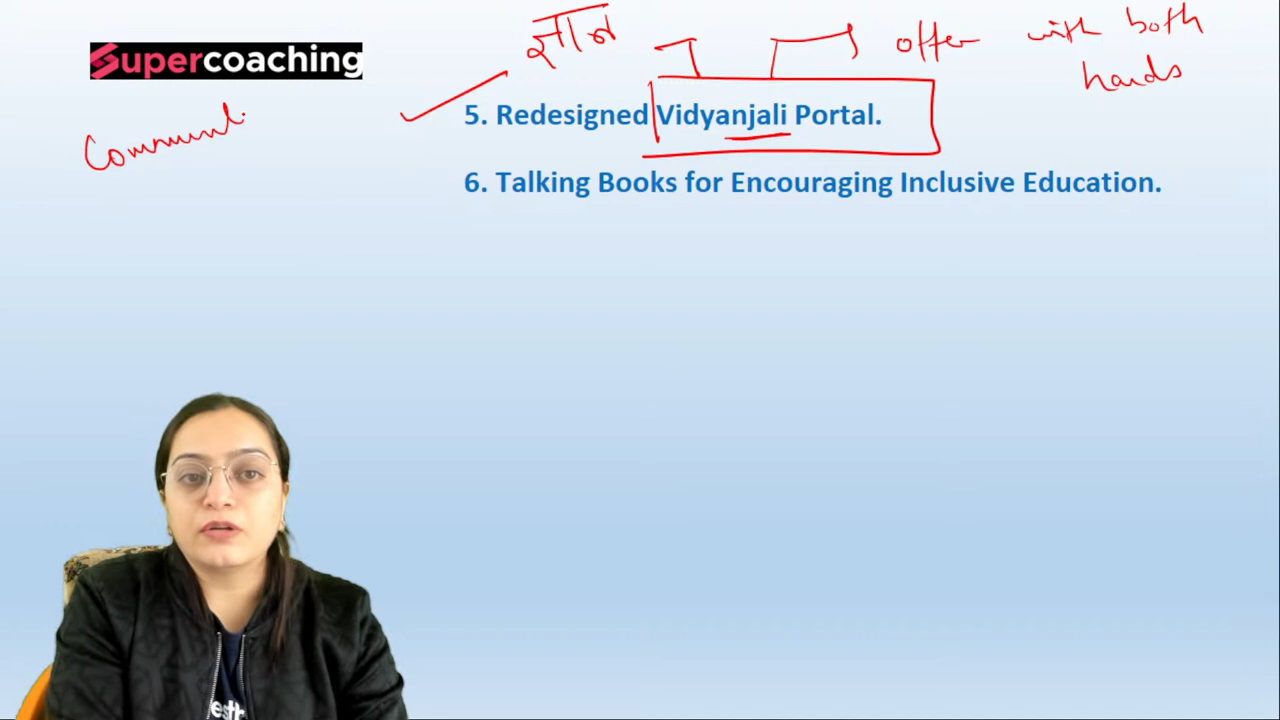 Supercoaching
ज्ञान
offer with both
hands
5. Redesigned Vidyanjali Portal.
Communi
6. Talking Books for Encouraging Inclusive Education.